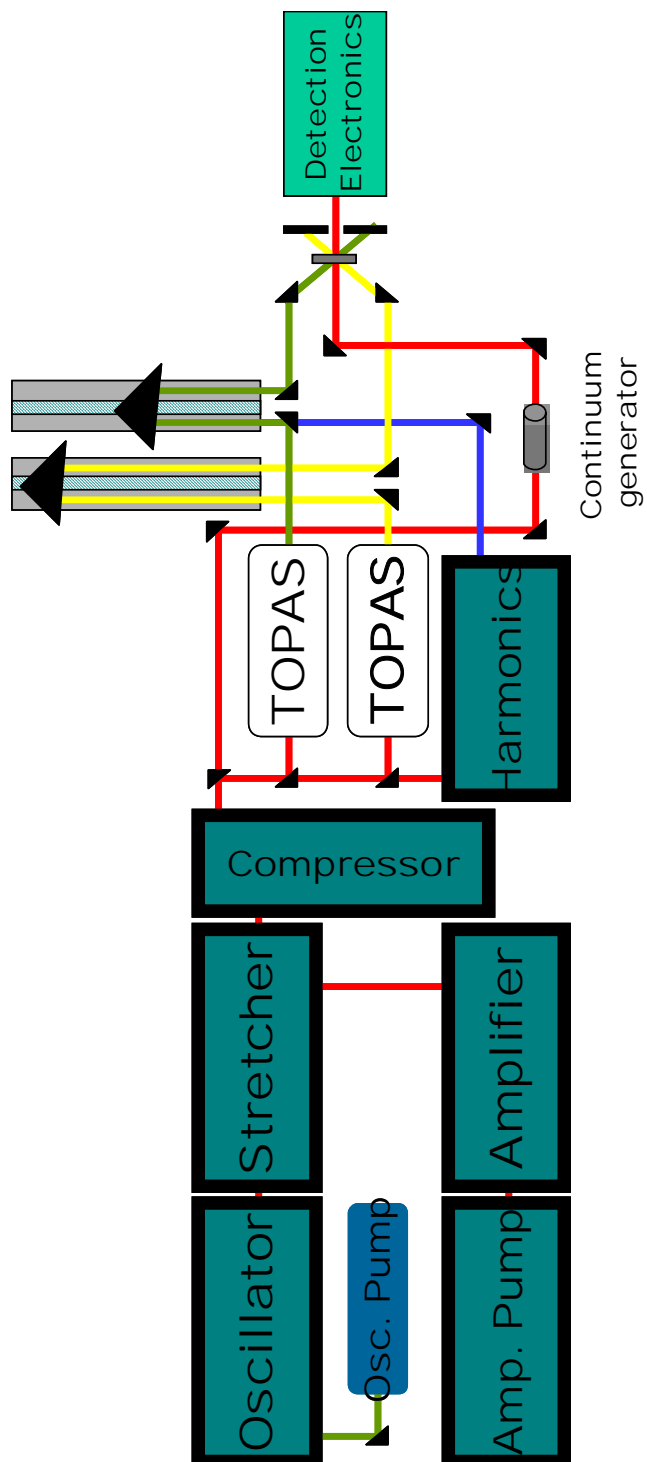 Detection
Electronics
Continuum
generator
TOPAS
TOPAS
Harmonics
Compressor
Stretcher
Amplifier
Oscillator
Osc. Pump
Amp. Pump